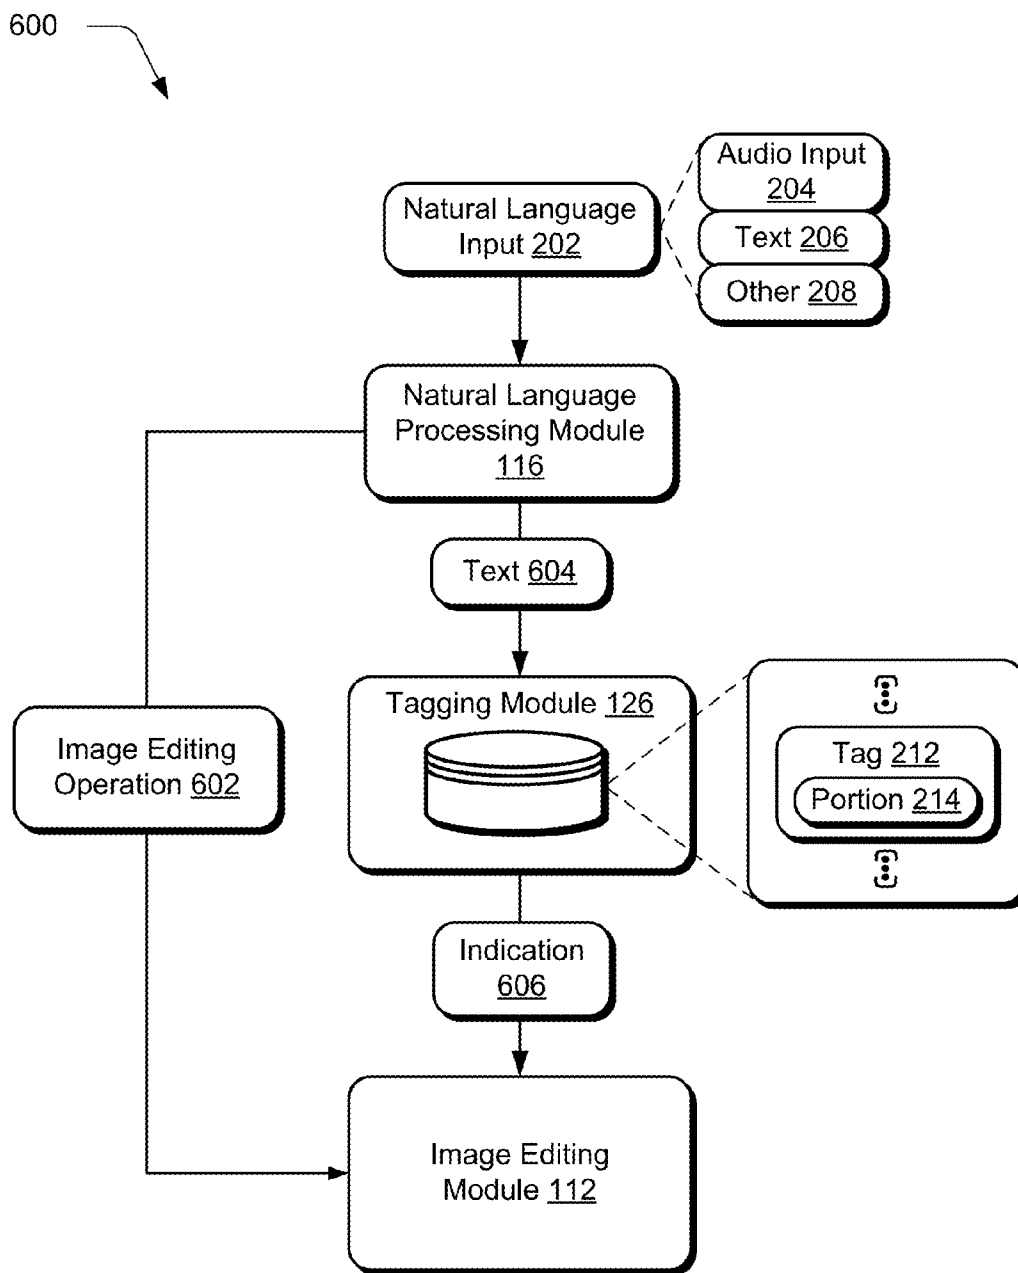 600
Audio Input
204
Text 206
Other 208
Natural Language
Input 202
Natural Language
Processing Module
116
Text 604
Tagging Module 126
Tag 212
Portion 214
Image Editing
Operation 602
Indication
606
Image Editing
Module 112